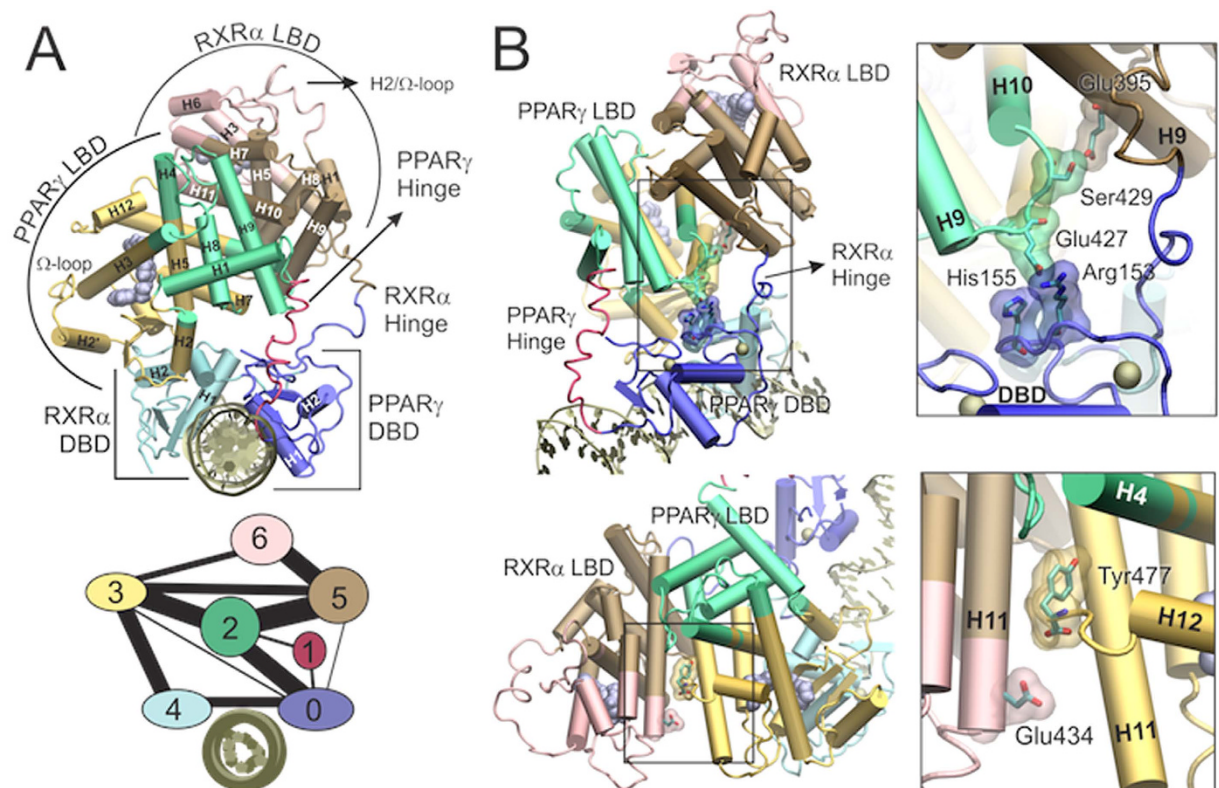 A
RXRα LBD
H2/Ω-loop
H6
H3
H7
PPARγ LBD
H4
H5
H8
H1
PPARγ
Hinge
H11
H12
H10
H9
H9
Ω-loop
H3
H8
H5
H1
H7
RXRα
Hinge
H2'
H2
H2
H1
H2
RXRα
DBD
PPARγ
DBD
H1
6
3
5
2
1
4
0
B
RXRα LBD
PPARγ LBD
RXRα
Hinge
PPARγ
Hinge
PPARγ DBD
H10
Glu395
H9
Ser429
H9
Glu427
His155
Arg153
DBD
PPARγ LBD
RXRα LBD
H4
Tyr477
H11
H12
Glu434
H11